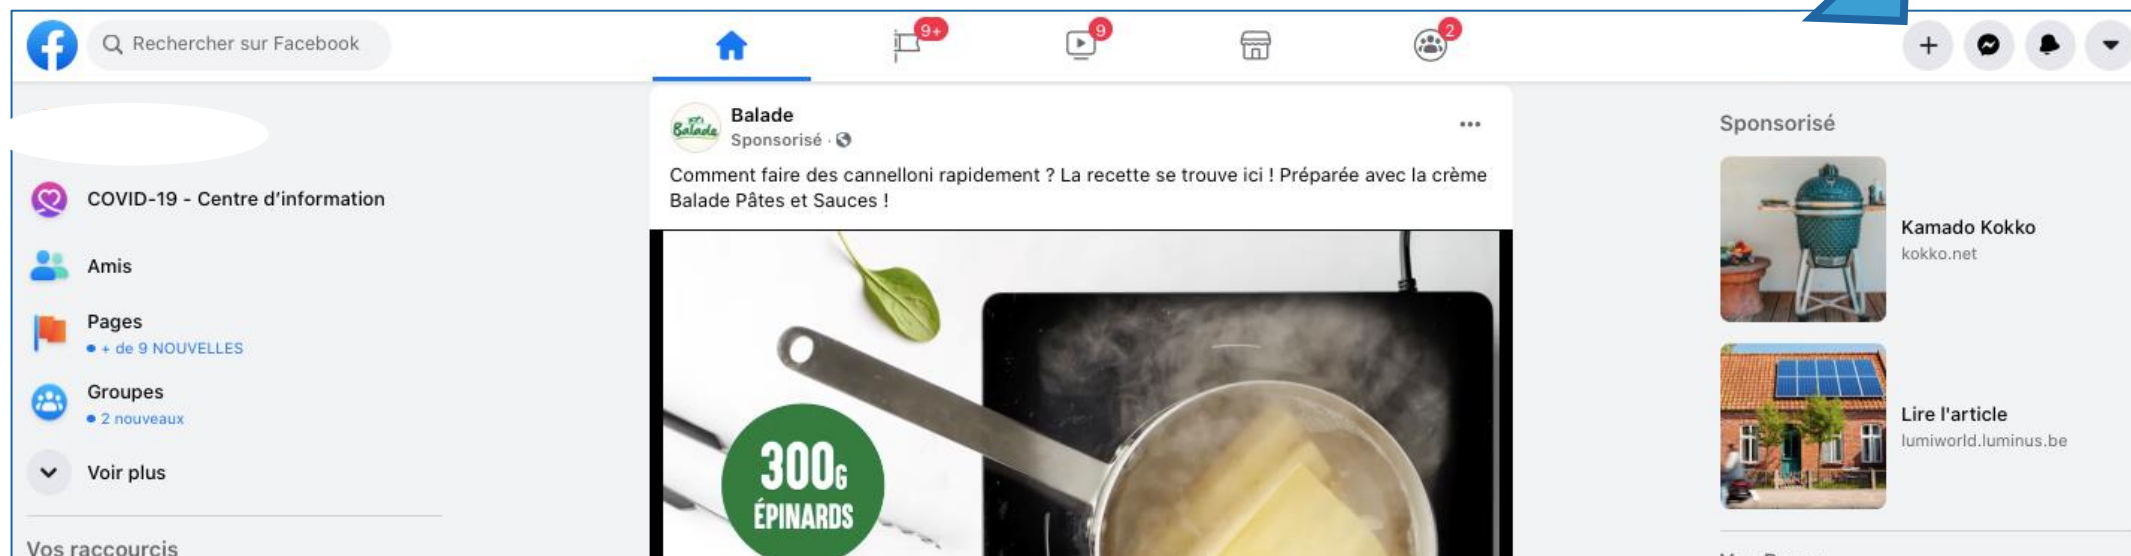 Rechercher sur Facebook
9+
9
2
COVID-19 - Centre d'information
Amis
Pages
+ de 9 NOUVELLES
Groupes
2 nouveaux
Voir plus
Vos raccourcis
Balade
Balade
Sponsorisé ·
Comment faire des cannelloni rapidement ? La recette se trouve ici ! Préparée avec la crème
Balade Pâtes et Sauces !
300G
ÉPINARDS
Sponsorisé
Kamado Kokko
kokko.net
Lire l'article
lumiworld.luminus.be